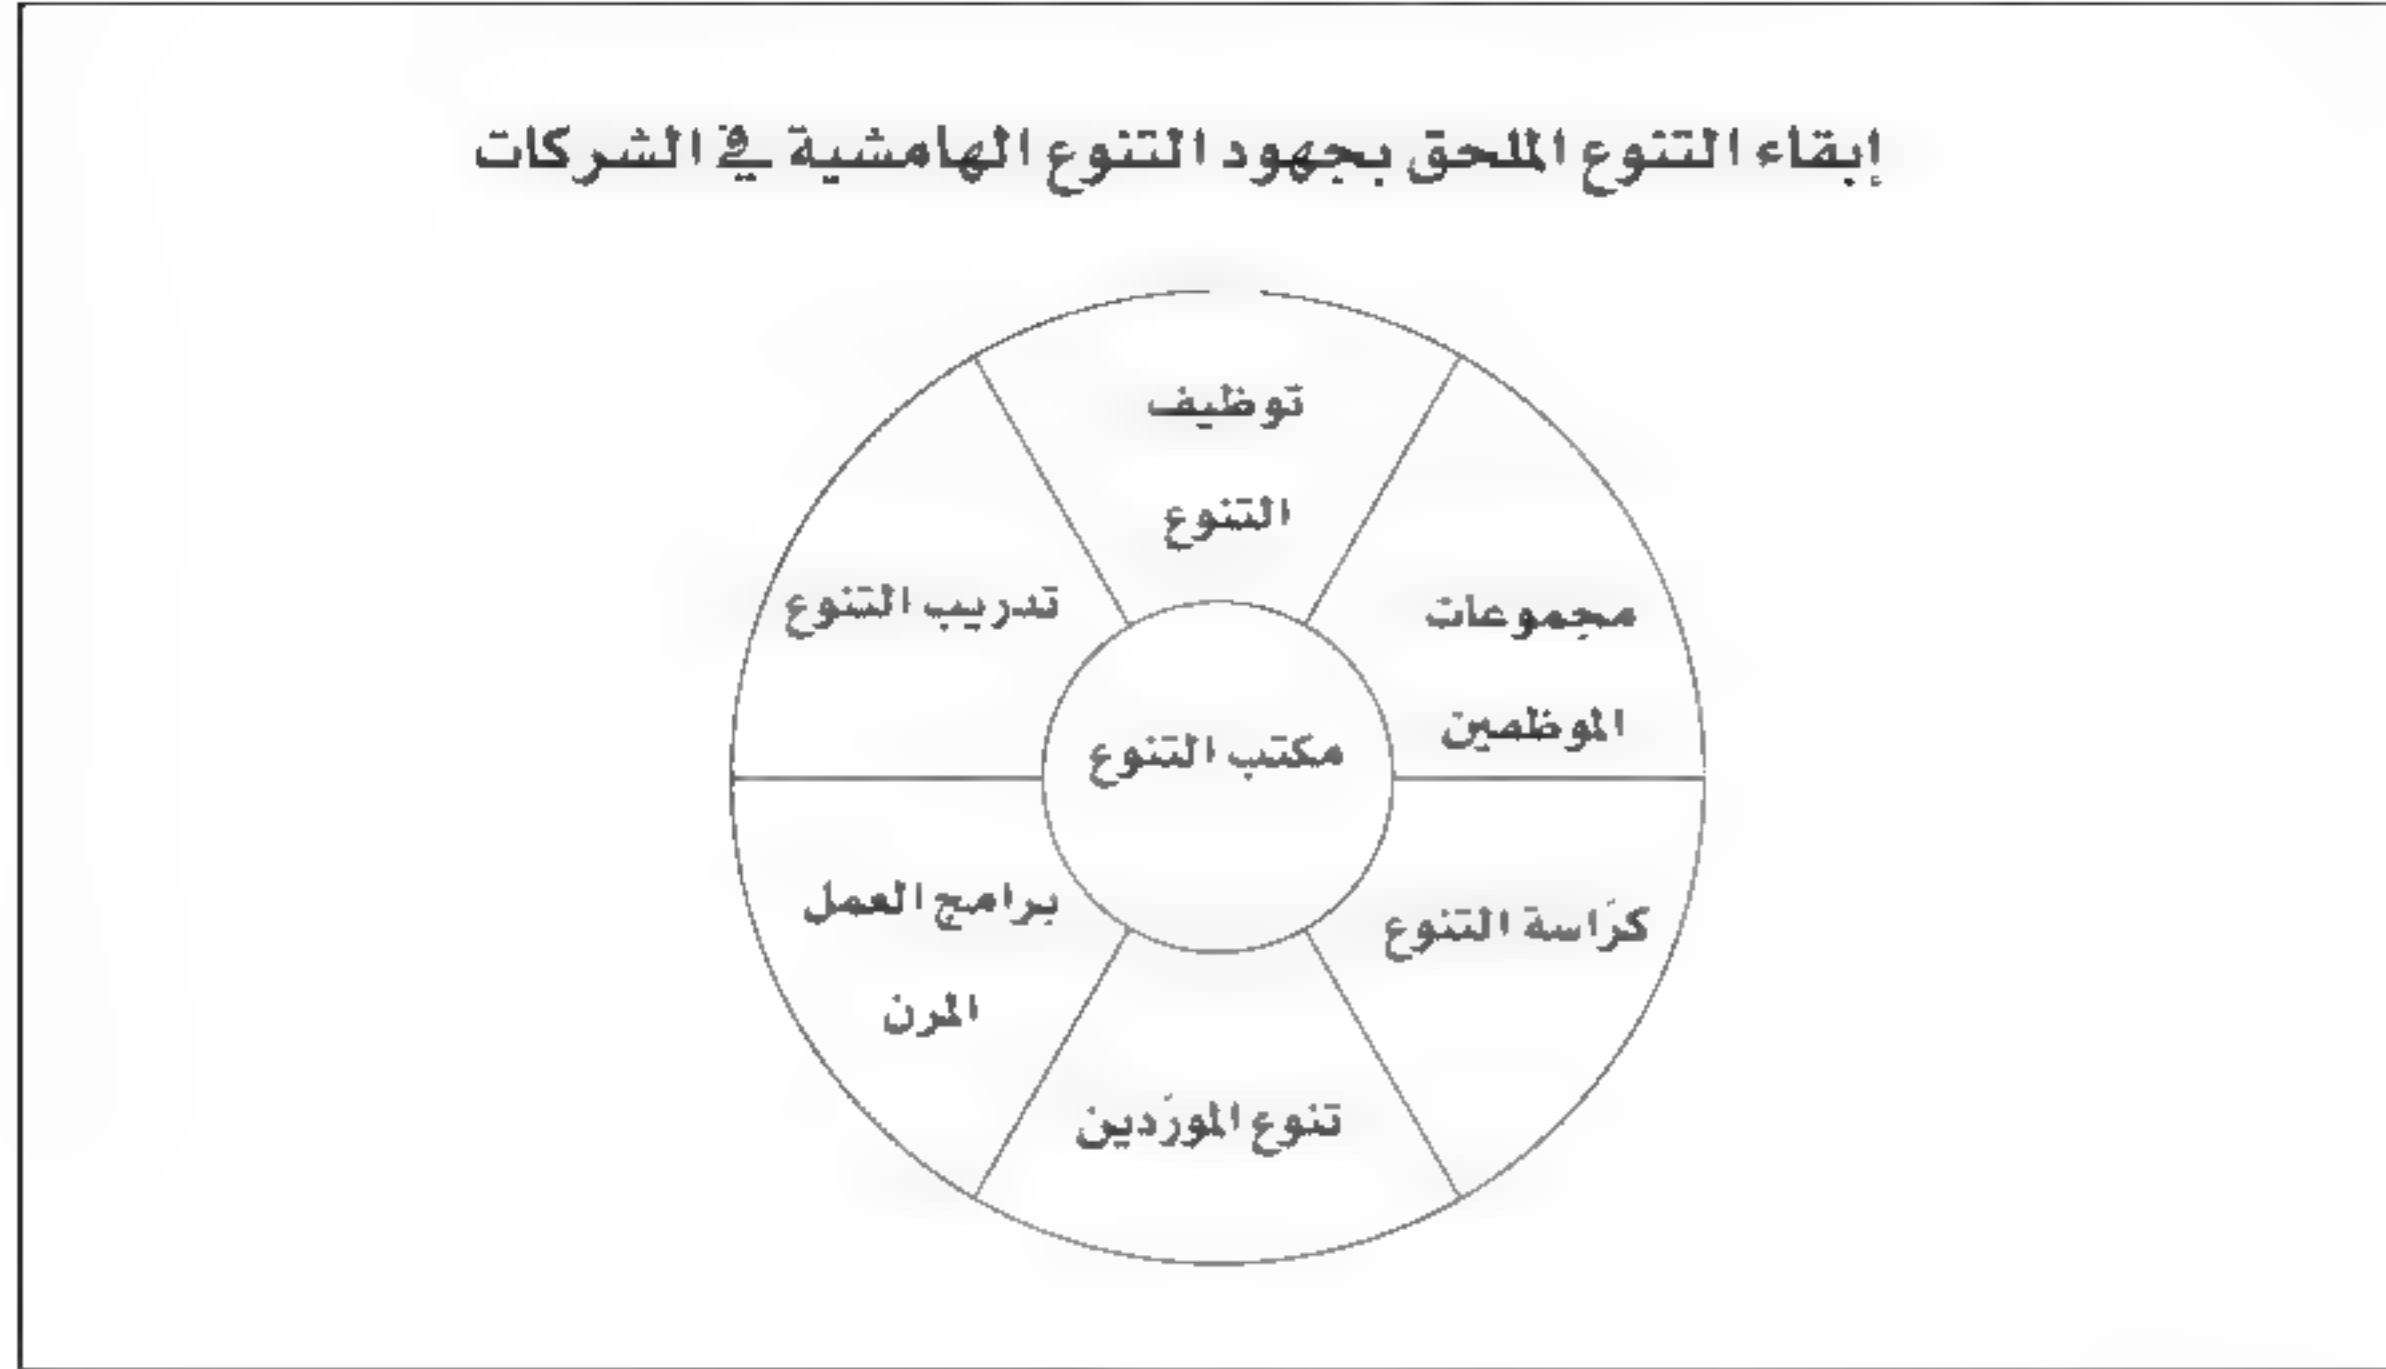 إبقاء التنوع الملحق بجهود التنوع الهامشية في الشركات
توظيف
التنوع
مجموعات
الموظفين
تدريب التنوع
مكتب التنوع
كرّاسة التنوع
برامج العمل
المرن
تنوع المورّدين